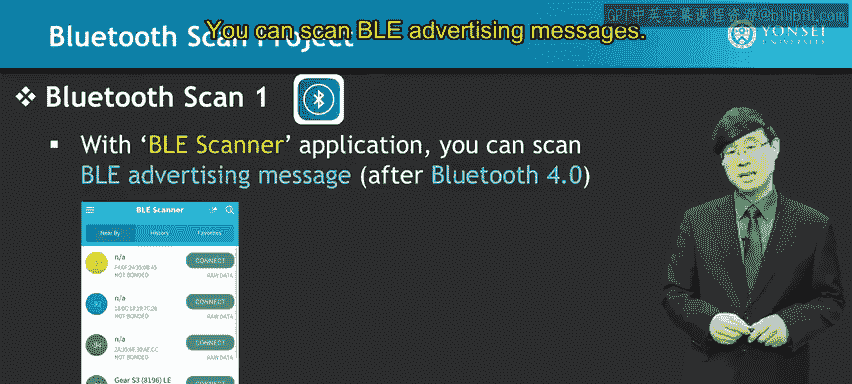 You can scan BLE advertising messages.
Bluetooth Scan Project
YONSEI
UNIVERSITY
❖ Bluetooth Scan 1
▪ With ‘BLE Scanner’ application, you can scan
BLE advertising message (after Bluetooth 4.0)
BLE Scanner
Near By History Favorites
n/a
CONNECT
NOT BONDED
RAW DATA
n/a
CONNECT
NOT BONDED
RAW DATA
n/a
CONNECT
NOT BONDED
RAW DATA
Gear S3 (8196) LE
CONNECT